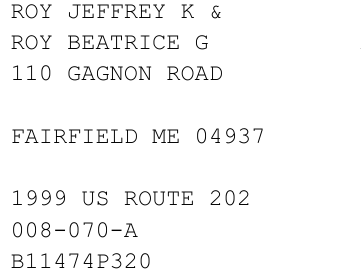 ROY JEFFREY K &
ROY BEATRICE G
110 GAGNON ROAD
FAIRFIELD ME 04937
1999 US ROUTE 202
008-070-A
B11474P320